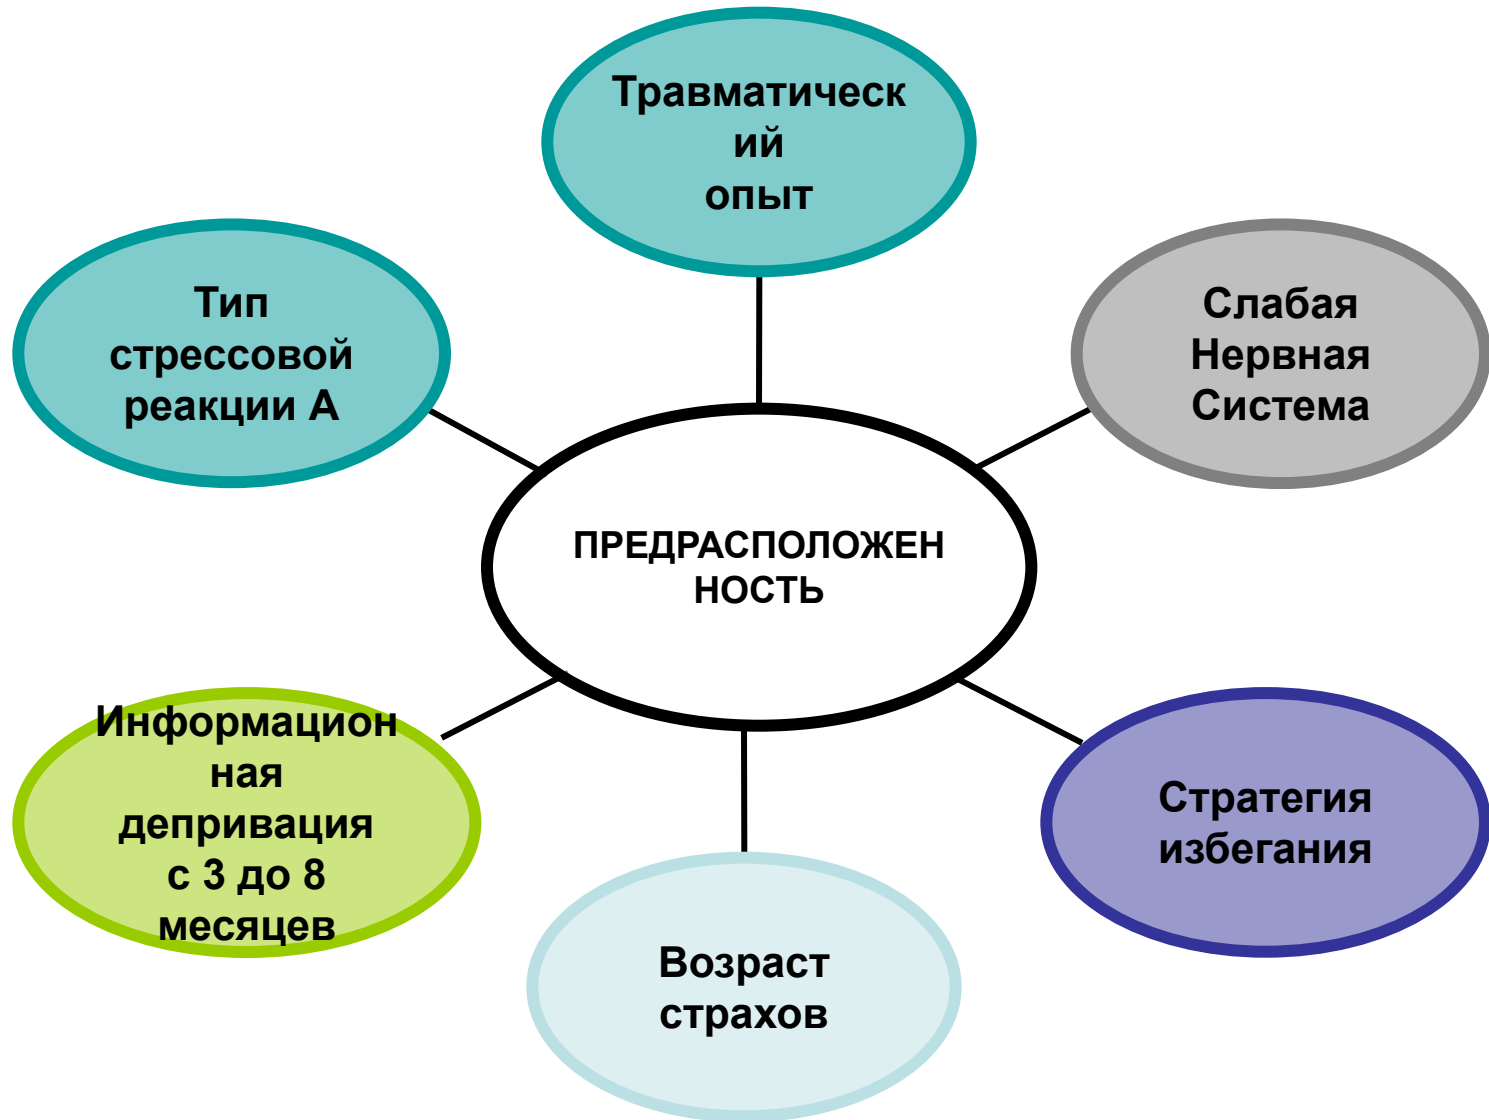 Травматическ
ий
опыт
Тип
стрессовой
реакции А
Слабая
Нервная
Система
ПРЕДРАСПОЛОЖЕН
НОСТЬ
Информацион
ная
депривация
с 3 до 8
месяцев
Стратегия
избегания
Возраст
страхов